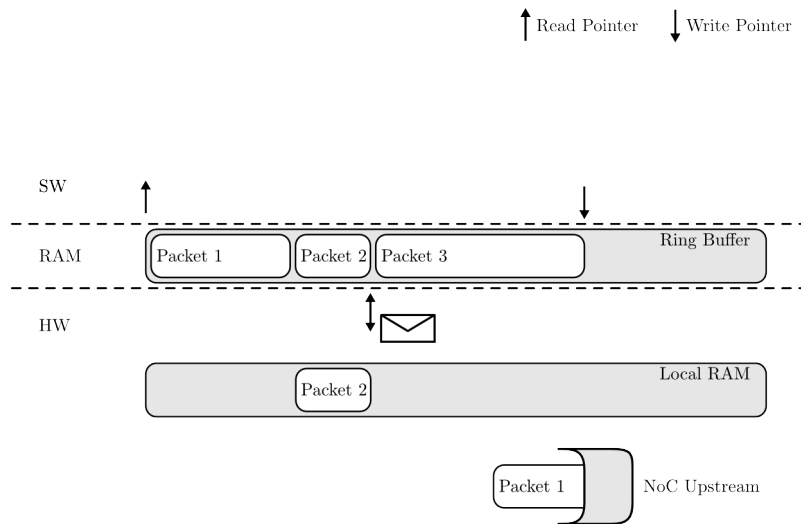 Read Pointer
Write Pointer
SW
RAM
Packet 1
Packet 2
Packet 3
Ring Buffer
HW
Packet 2
Local RAM
Packet 1
NoC Upstream